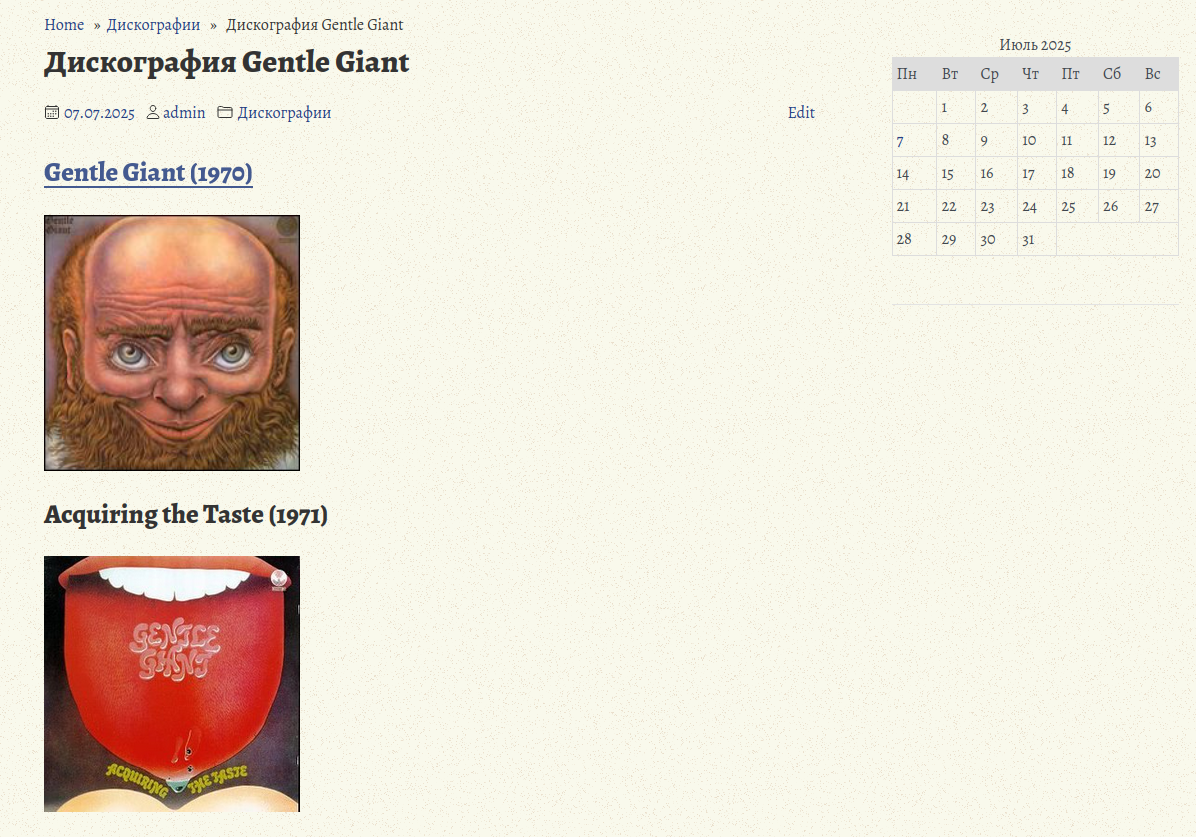 Home » Дискографии » Дискография Gentle Giant
Дискография Gentle Giant
07.07.2025 admin Дискографии Edit
Gentle Giant (1970)
Gentle
Giant
Acquiring the Taste (1971)
GENTLE
GIANT
ACQUIRING THE TASTE
Июль 2025
Пн Вт Ср Чт Пт Сб Вс
1 2 3 4 5 6
7 8 9 10 11 12 13
14 15 16 17 18 19 20
21 22 23 24 25 26 27
28 29 30 31